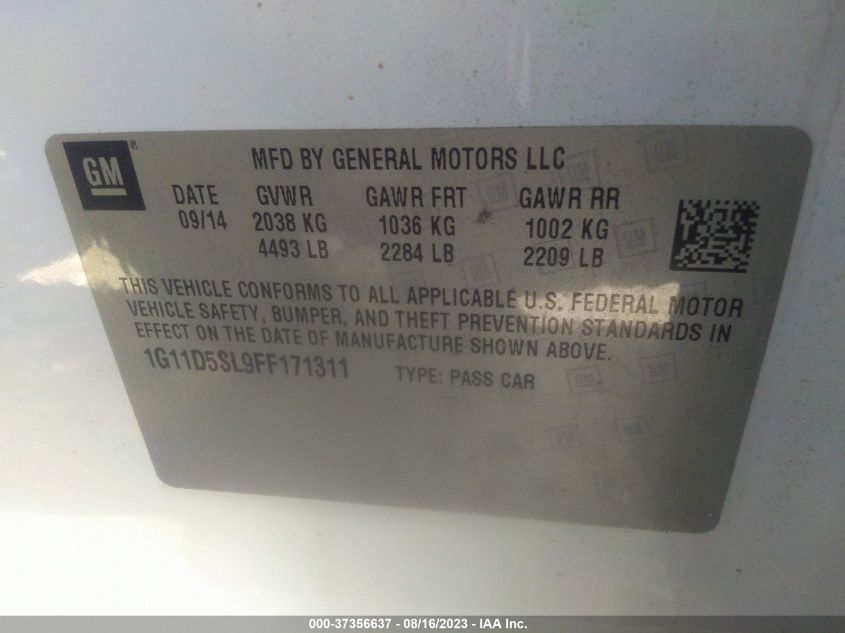 GM
MFD BY GENERAL MOTORS LLC
DATE GVWR GAWR FRT GAWR RR
09/14 2038 KG 1036 KG 1002 KG
4493 LB 2284 LB 2209 LB
THIS VEHICLE CONFORMS TO ALL APPLICABLE U.S. FEDERAL MOTOR
VEHICLE SAFETY, BUMPER, AND THEFT PREVENTION STANDARDS IN
EFFECT ON THE DATE OF MANUFACTURE SHOWN ABOVE.
1G11D5SL9FF171311 TYPE: PASS CAR
000-37356637 - 08/16/2023 - IAA Inc.